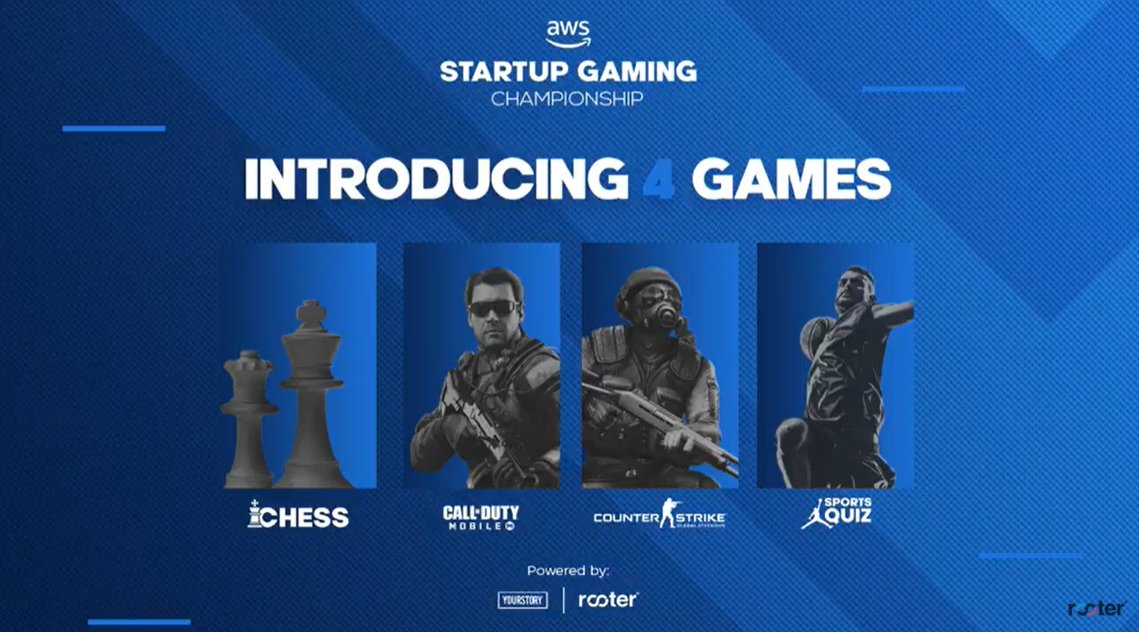 aws
STARTUP GAMING
CHAMPIONSHIP
INTRODUCING 4 GAMES
CHESS
CALL OF DUTY
MOBILE
COUNTER STRIKE
GLOBAL OFFENSIVE
SPORTS
QUIZ
Powered by:
YOURSTORY
rooter
rooter